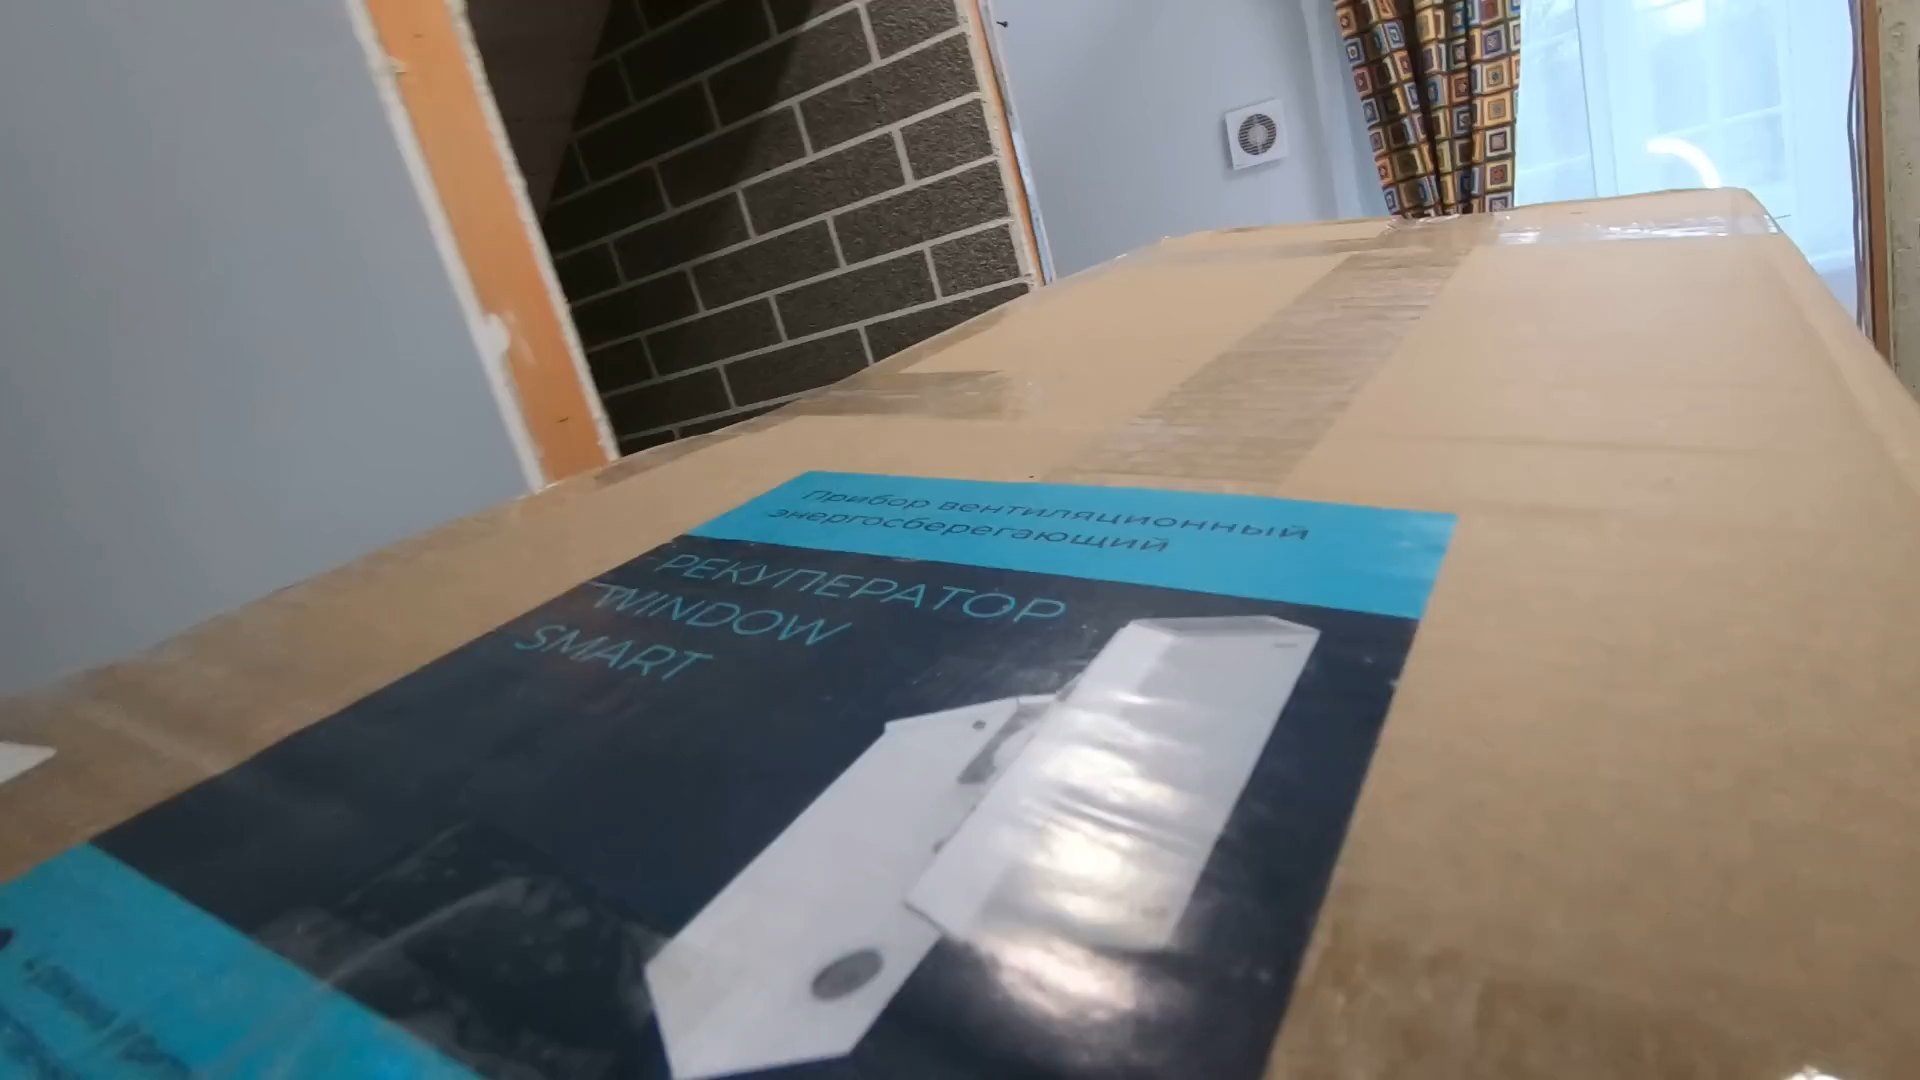 Прибор вентиляционный
энергосберегающий
РЕКУПЕРАТОР
WINDOW
SMART